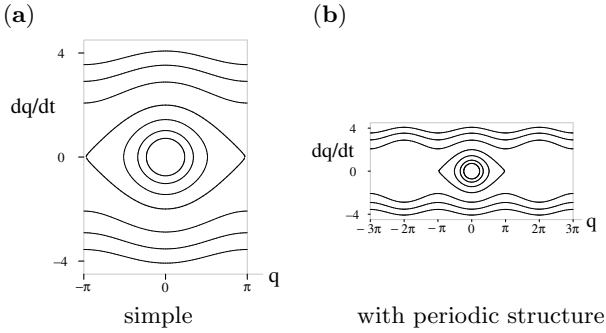 (a)
4
dq/dt
0
−4
−π 0 π q
simple
(b)
4
dq/dt
0
−4
−3π −2π −π 0 π 2π 3π q
with periodic structure